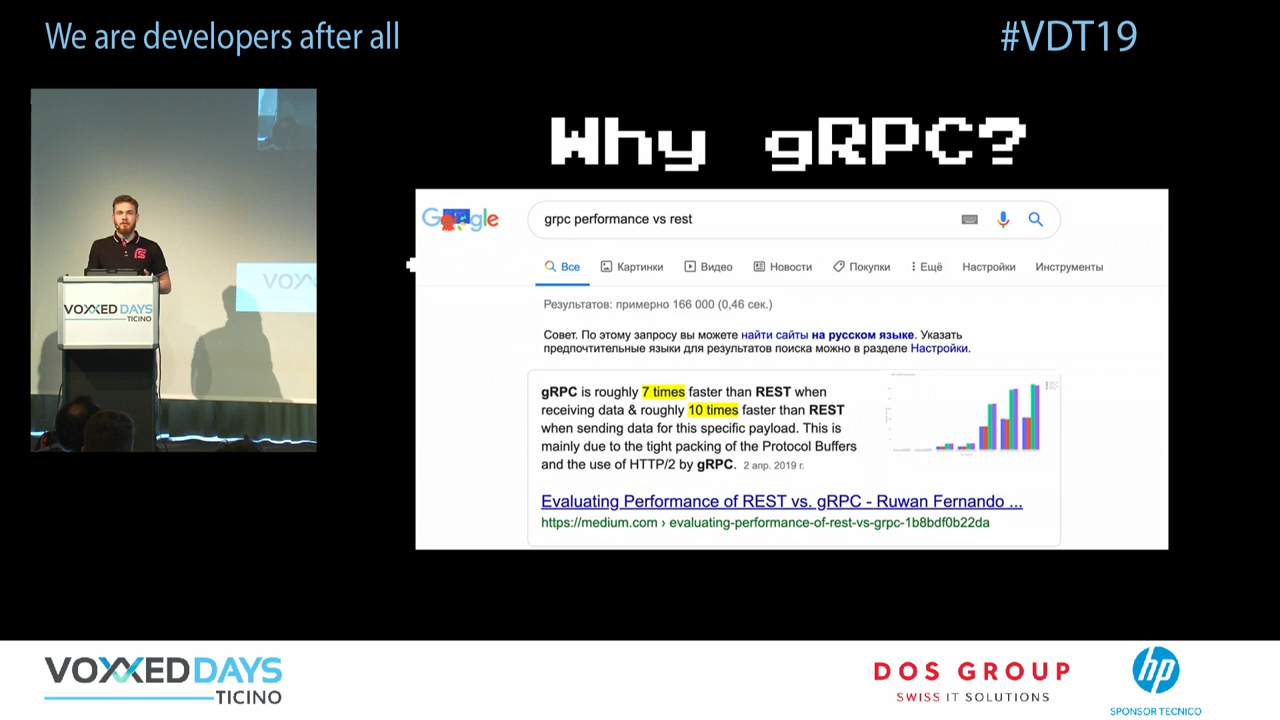 We are developers after all
#VDT19
Why gRPC?
Google
grpc performance vs rest
Все Картинки Видео Новости Покупки Ещё Настройки Инструменты
Результатов: примерно 166 000 (0,46 сек.)
Совет. По этому запросу вы можете найти сайты на русском языке. Указать
предпочтительные языки для результатов поиска можно в разделе Настройки.
gRPC is roughly 7 times faster than REST when
receiving data & roughly 10 times faster than REST
when sending data for this specific payload. This is
mainly due to the tight packing of the Protocol Buffers
and the use of HTTP/2 by gRPC. 2 апр. 2019 г.
Evaluating Performance of REST vs. gRPC - Ruwan Fernando ...
https://medium.com › evaluating-performance-of-rest-vs-grpc-1b8bdf0b22da
VOXXED DAYS
TICINO
VOXXED DAYS
TICINO
DOS GROUP
SWISS IT SOLUTIONS
hp
SPONSOR TECNICO